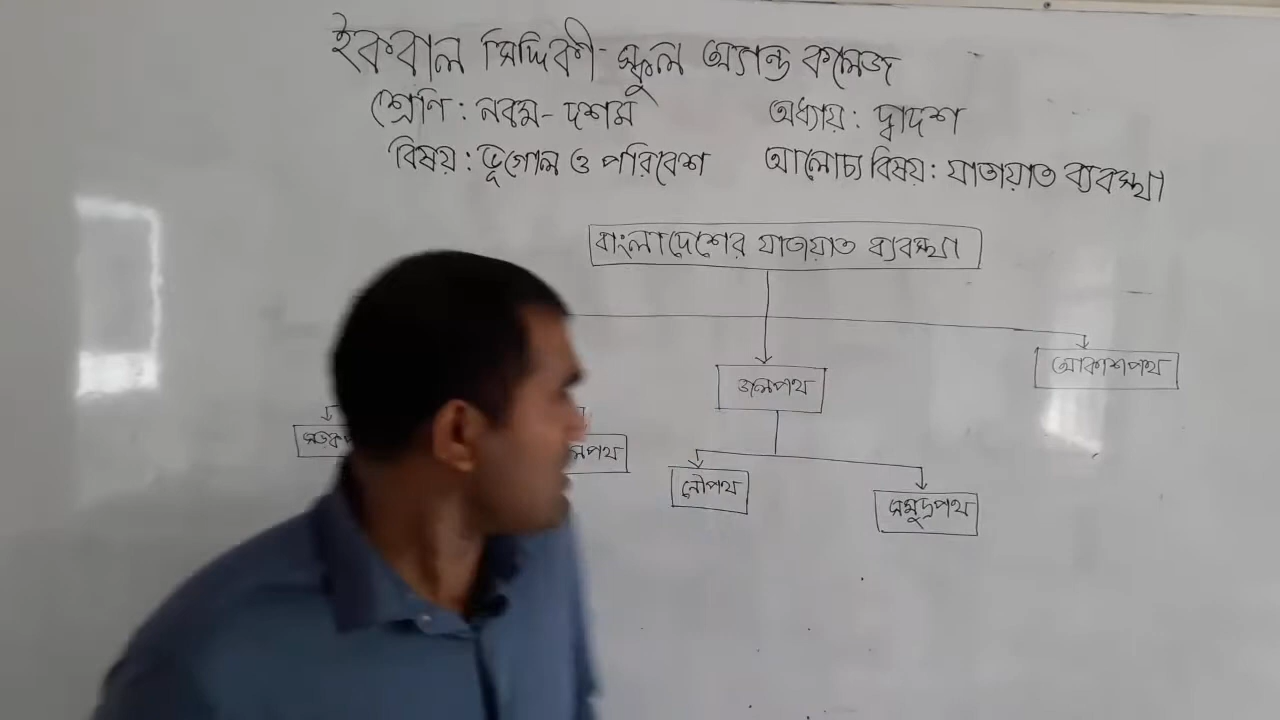 ইকবাল সিদ্দিকী স্কুল অ্যান্ড কলেজ
শ্রেণি : নবম - দশম অধ্যায় : দ্বাদশ
বিষয় : ভূগোল ও পরিবেশ আলোচ্য বিষয় : যাতায়াত ব্যবস্থা
বাংলাদেশের যাতায়াত ব্যবস্থা
জলপথ আকাশপথ
নৌপথ সমুদ্রপথ